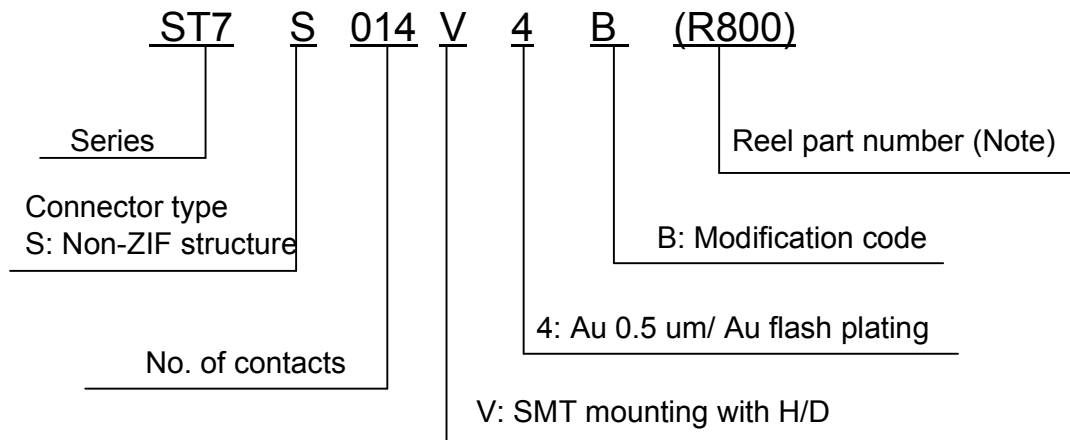 ST7 S 014 V 4 B (R800)
Series
Reel part number (Note)
Connector type
S: Non-ZIF structure
B: Modification code
4: Au 0.5 um/ Au flash plating
No. of contacts
V: SMT mounting with H/D